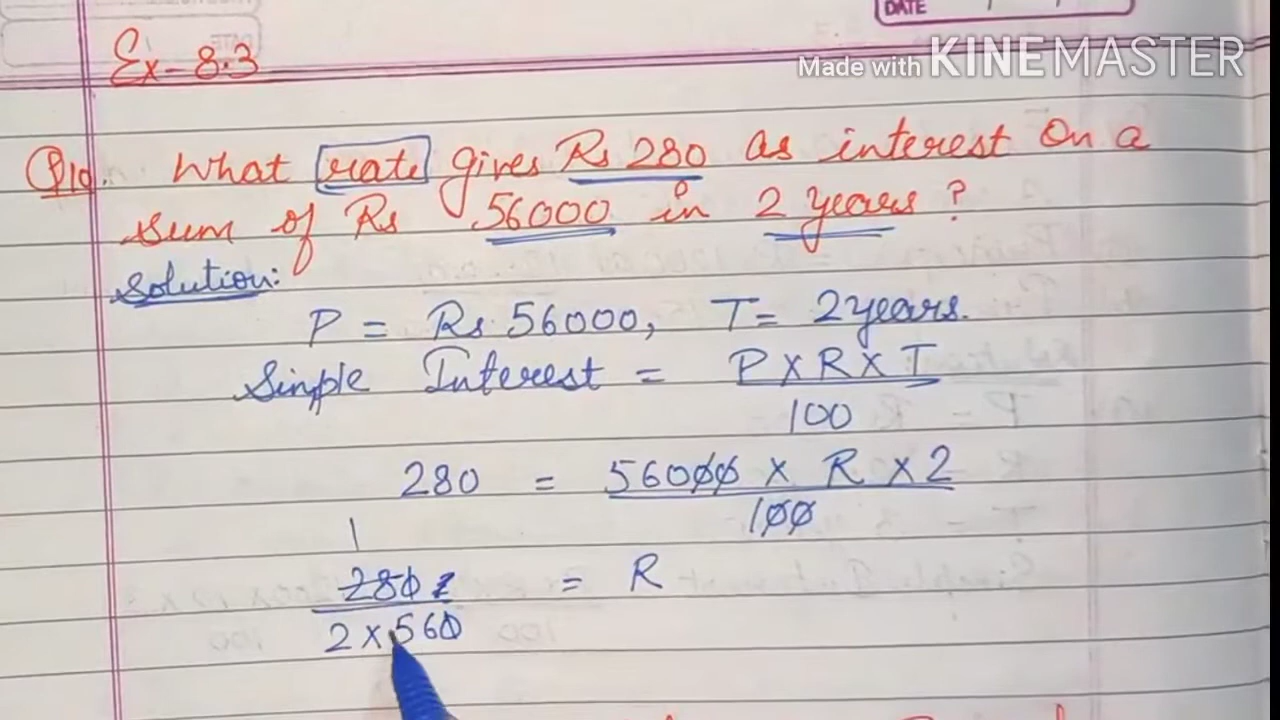 DATE
Made with KINEMASTER
Ex-8.3
Q10. What rate gives Rs 280 as interest on a
sum of Rs 56000 in 2 years?
Solution:
P = Rs 56000, T= 2years.
Simple Interest = P X R X T
100
280 = 56000 x R x 2
100
1
280 = R
2 x 560